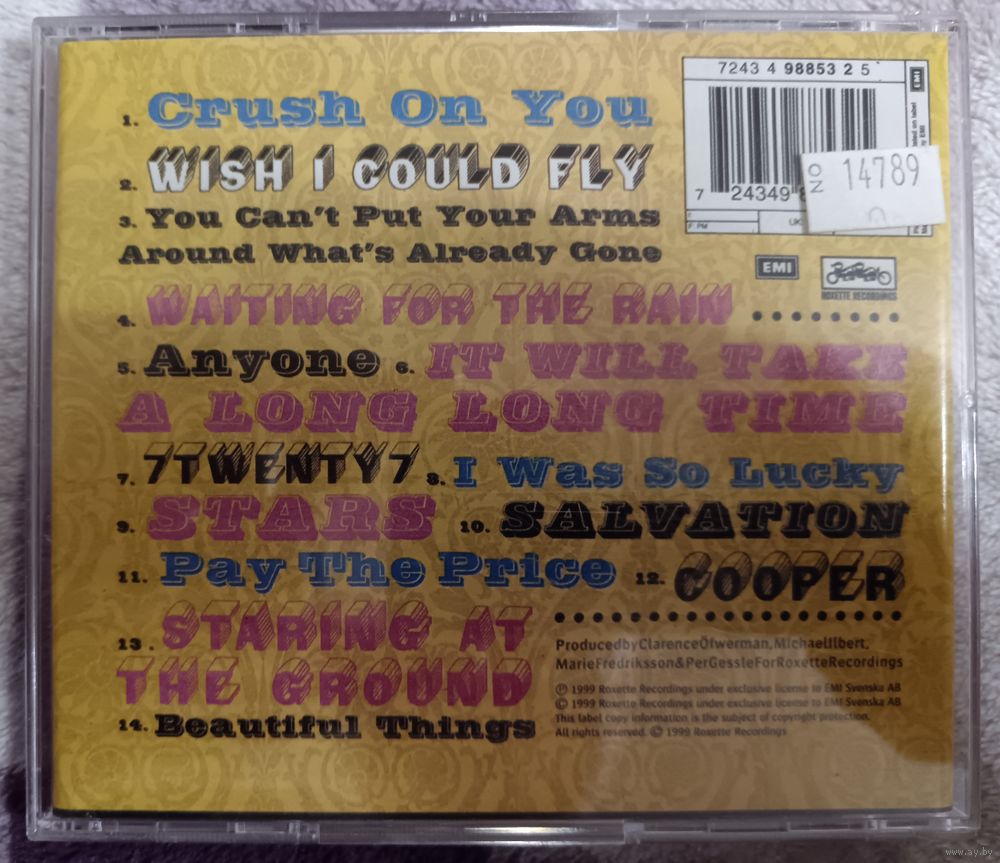 7243 4 98853 2 5
1. Crush On You
2. WISH I COULD FLY
NO 14789
7 24349
3. You Can't Put Your Arms
Around What's Already Gone
EMI
EMI
ROXETTE RECORDINGS
4. WAITING FOR THE RAIN
5. Anyone 6. IT WILL TAKE
A LONG LONG TIME
7. 7TWENTY7 8. I Was So Lucky
9. STARS 10. SALVATION
11. Pay The Price 12. COOPER
13. STARING AT
THE GROUND
14. Beautiful Things
Produced by Clarence Öfwerman, Michael Ilbert,
Marie Fredriksson & Per Gessle For Roxette Recordings
℗ 1999 Roxette Recordings under exclusive license to EMI Svenska AB
© 1999 Roxette Recordings under exclusive license to EMI Svenska AB
This label copy information is the subject of copyright protection.
All rights reserved. © 1999 Roxette Recordings
www.ay.by